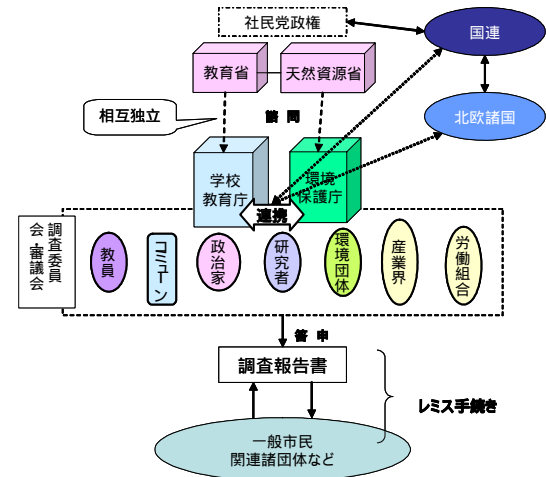 社民党政権
国連
教育省
天然資源省
相互独立
諮 問
北欧諸国
学校
教育庁
環境
保護庁
連携
調査委員
会・審議会
教員
コミューン
政治家
研究者
環境団体
産業界
労働組合
答 申
調査報告書
レミス手続き
一般市民
関連諸団体など